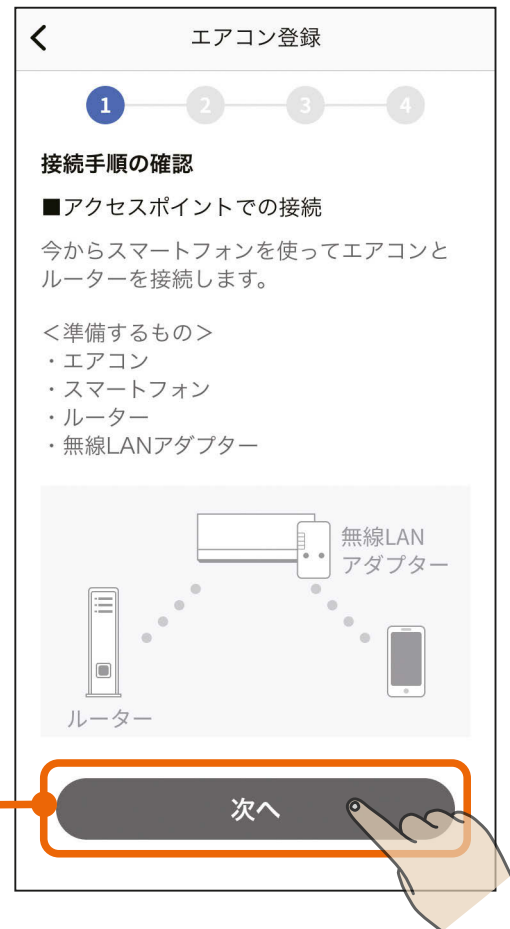 エアコン登録
1 2 3 4
接続手順の確認
■アクセスポイントでの接続
今からスマートフォンを使ってエアコンと
ルーターを接続します。
＜準備するもの＞
・エアコン
・スマートフォン
・ルーター
・無線LANアダプター
無線LAN
アダプター
ルーター
次へ